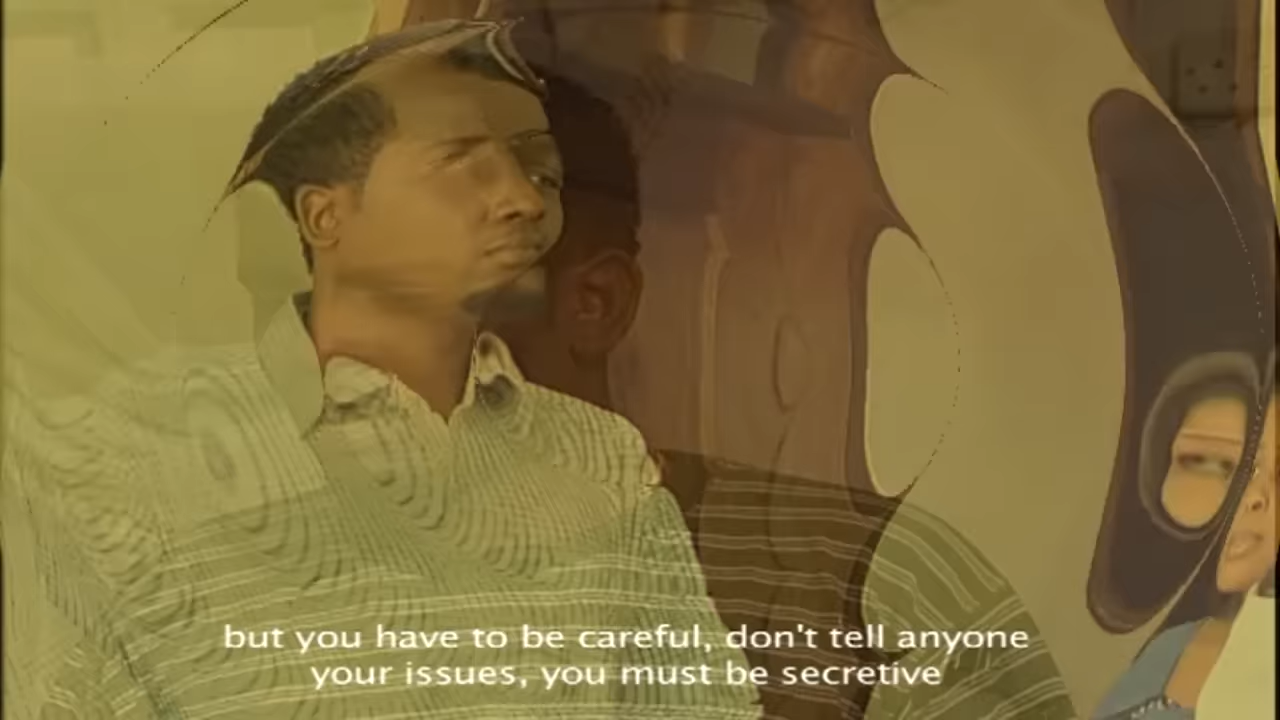 but you have to be careful, don't tell anyone
your issues, you must be secretive